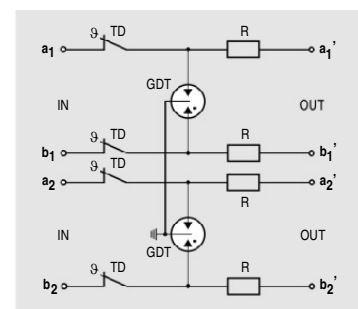 ϑ TD R
a₁ a₁’
GDT
IN OUT
ϑ TD R
b₁ b₁’
ϑ TD
a₂ a₂’
R
IN OUT
GDT
ϑ TD R
b₂ b₂’